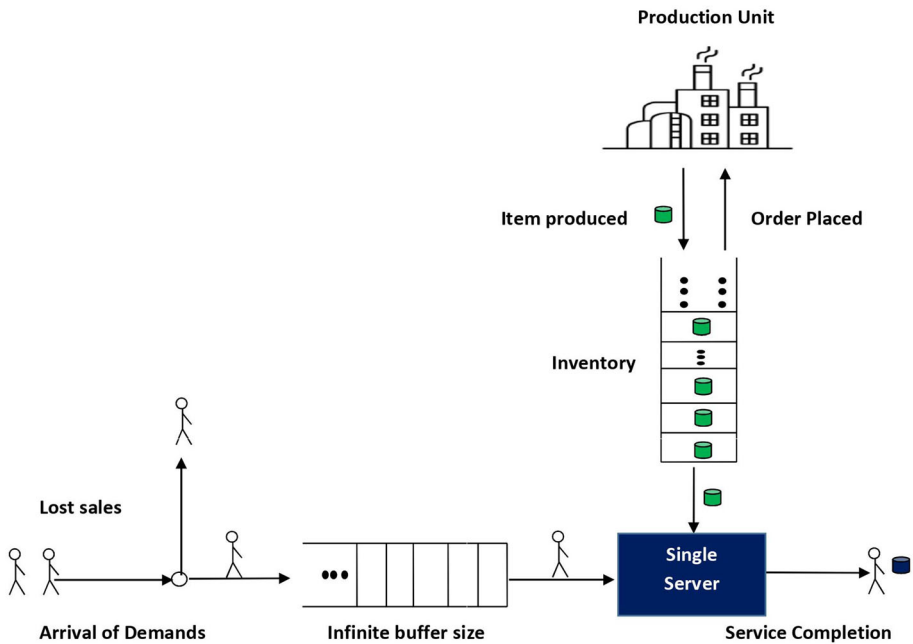 Production Unit
Item produced
Order Placed
Inventory
Lost sales
Single
Server
Arrival of Demands
Infinite buffer size
Service Completion